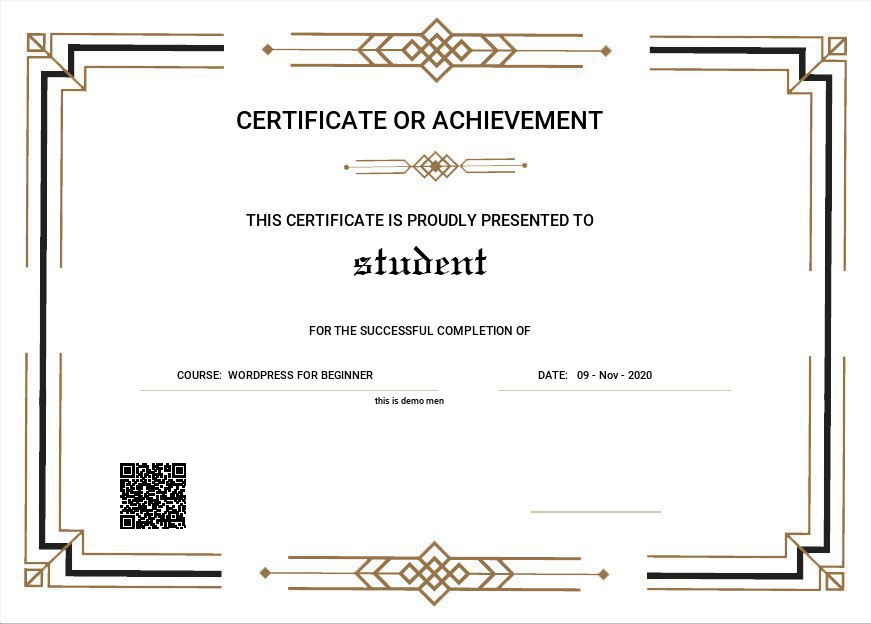 CERTIFICATE OR ACHIEVEMENT
THIS CERTIFICATE IS PROUDLY PRESENTED TO
student
FOR THE SUCCESSFUL COMPLETION OF
COURSE: WORDPRESS FOR BEGINNER
DATE: 09 - Nov - 2020
this is demo men